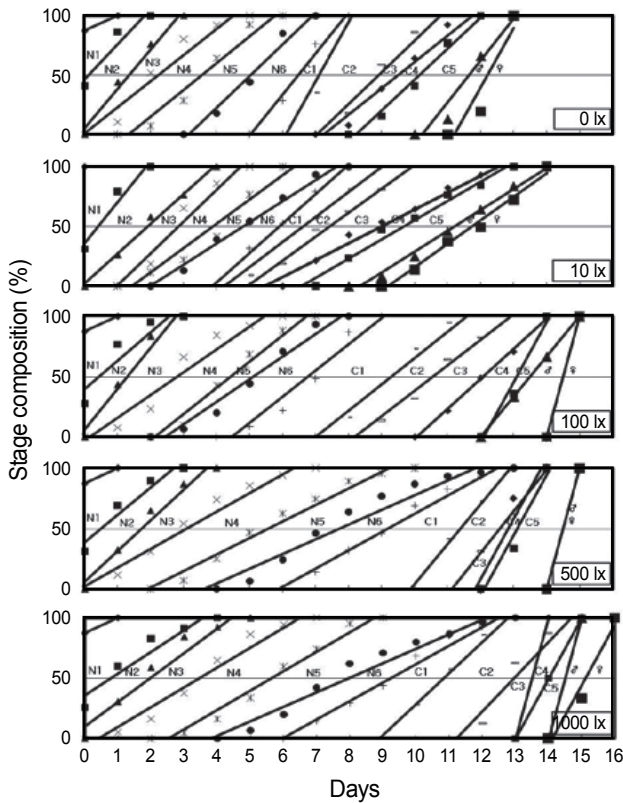 Stage composition (%)
100
N1 N2 N3 N4 N5 N6 C1 C2 C3 C4 C5 ♂ ♀
50
0
0 lx
100
N1 N2 N3 N4 N5 N6 C1 C2 C3 C4 C5 ♂ ♀
50
0
10 lx
100
N1 N2 N3 N4 N5 N6 C1 C2 C3 C4 C5 ♂ ♀
50
0
100 lx
100
N1 N2 N3 N4 N5 N6 C1 C2 C3 C4 C5 ♂ ♀
50
0
500 lx
100
N1 N2 N3 N4 N5 N6 C1 C2 C3 C4 C5 ♂ ♀
50
0
1000 lx
0 1 2 3 4 5 6 7 8 9 10 11 12 13 14 15 16
Days